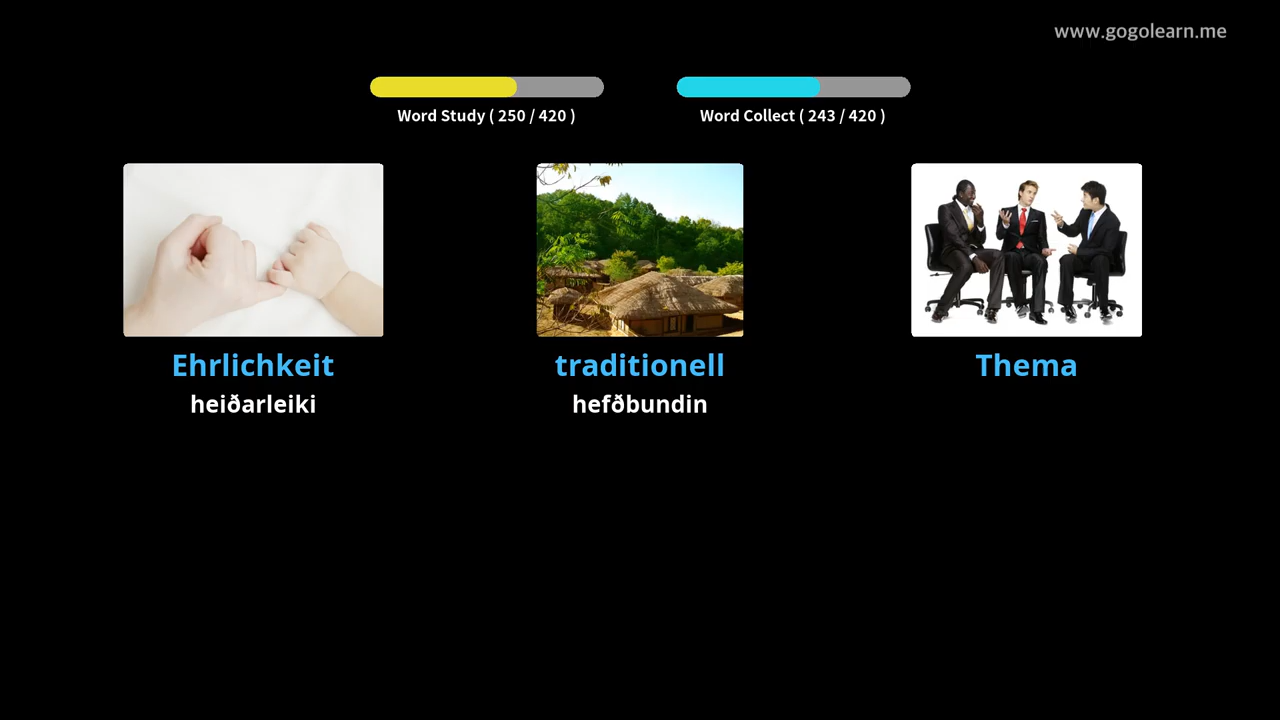 www.gogolearn.me
Word Study ( 250 / 420 )
Word Collect ( 243 / 420 )
Ehrlichkeit
heiðarleiki
traditionell
hefðbundin
Thema